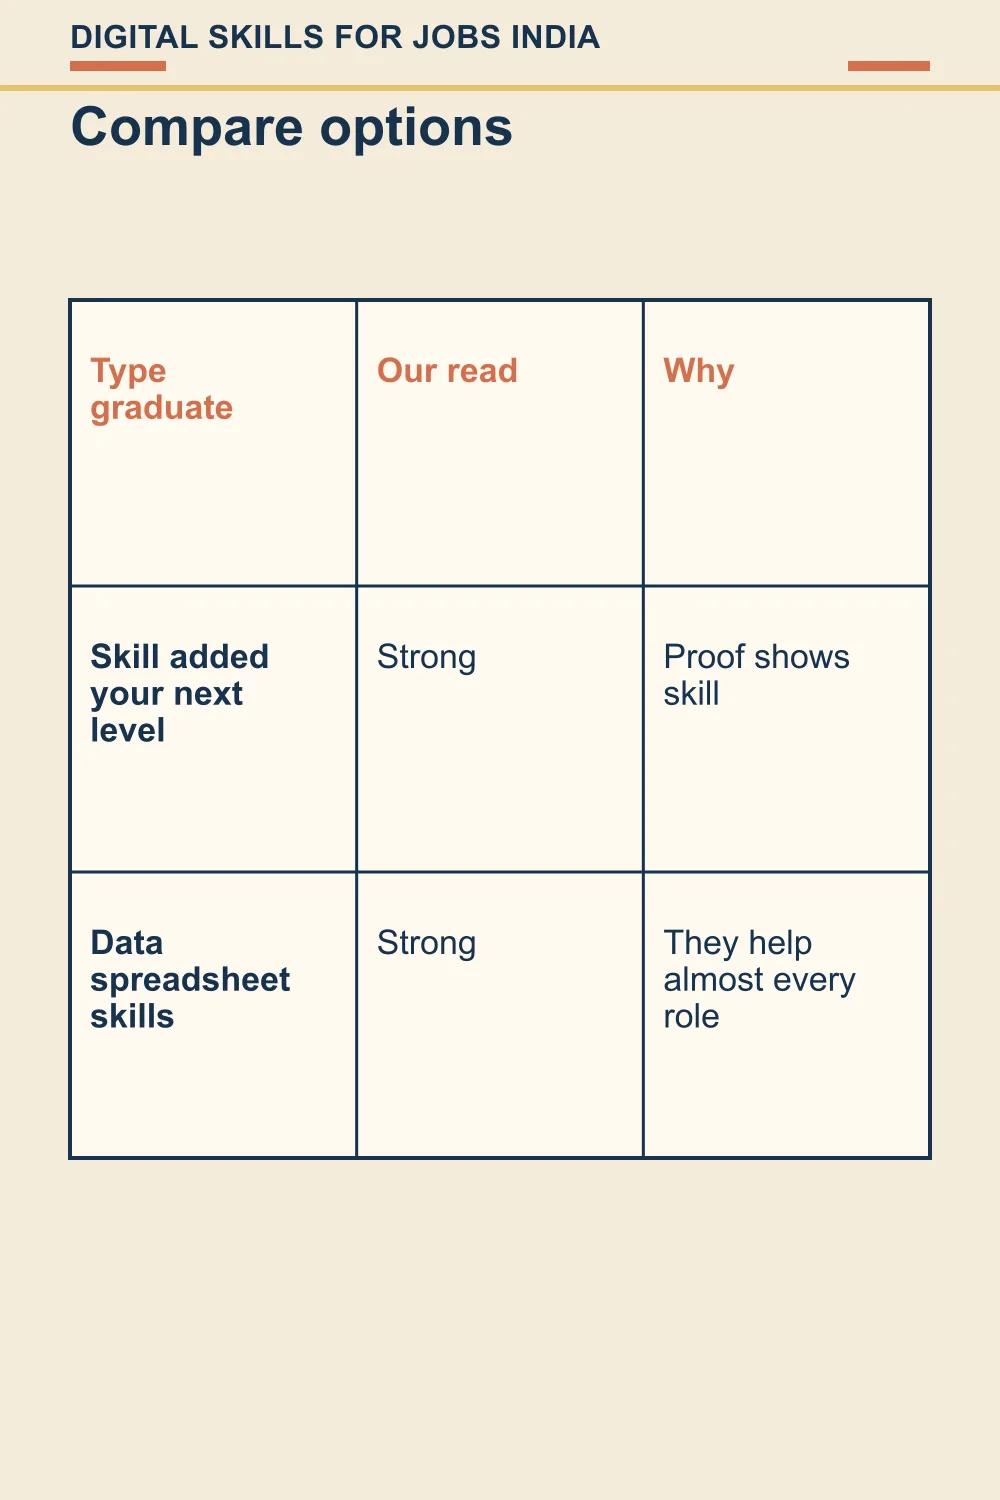 DIGITAL SKILLS FOR JOBS INDIA
Compare options
Type
graduate
Our read
Why
Skill added
your next
level
Strong
Proof shows
skill
Data
spreadsheet
skills
Strong
They help
almost every
role